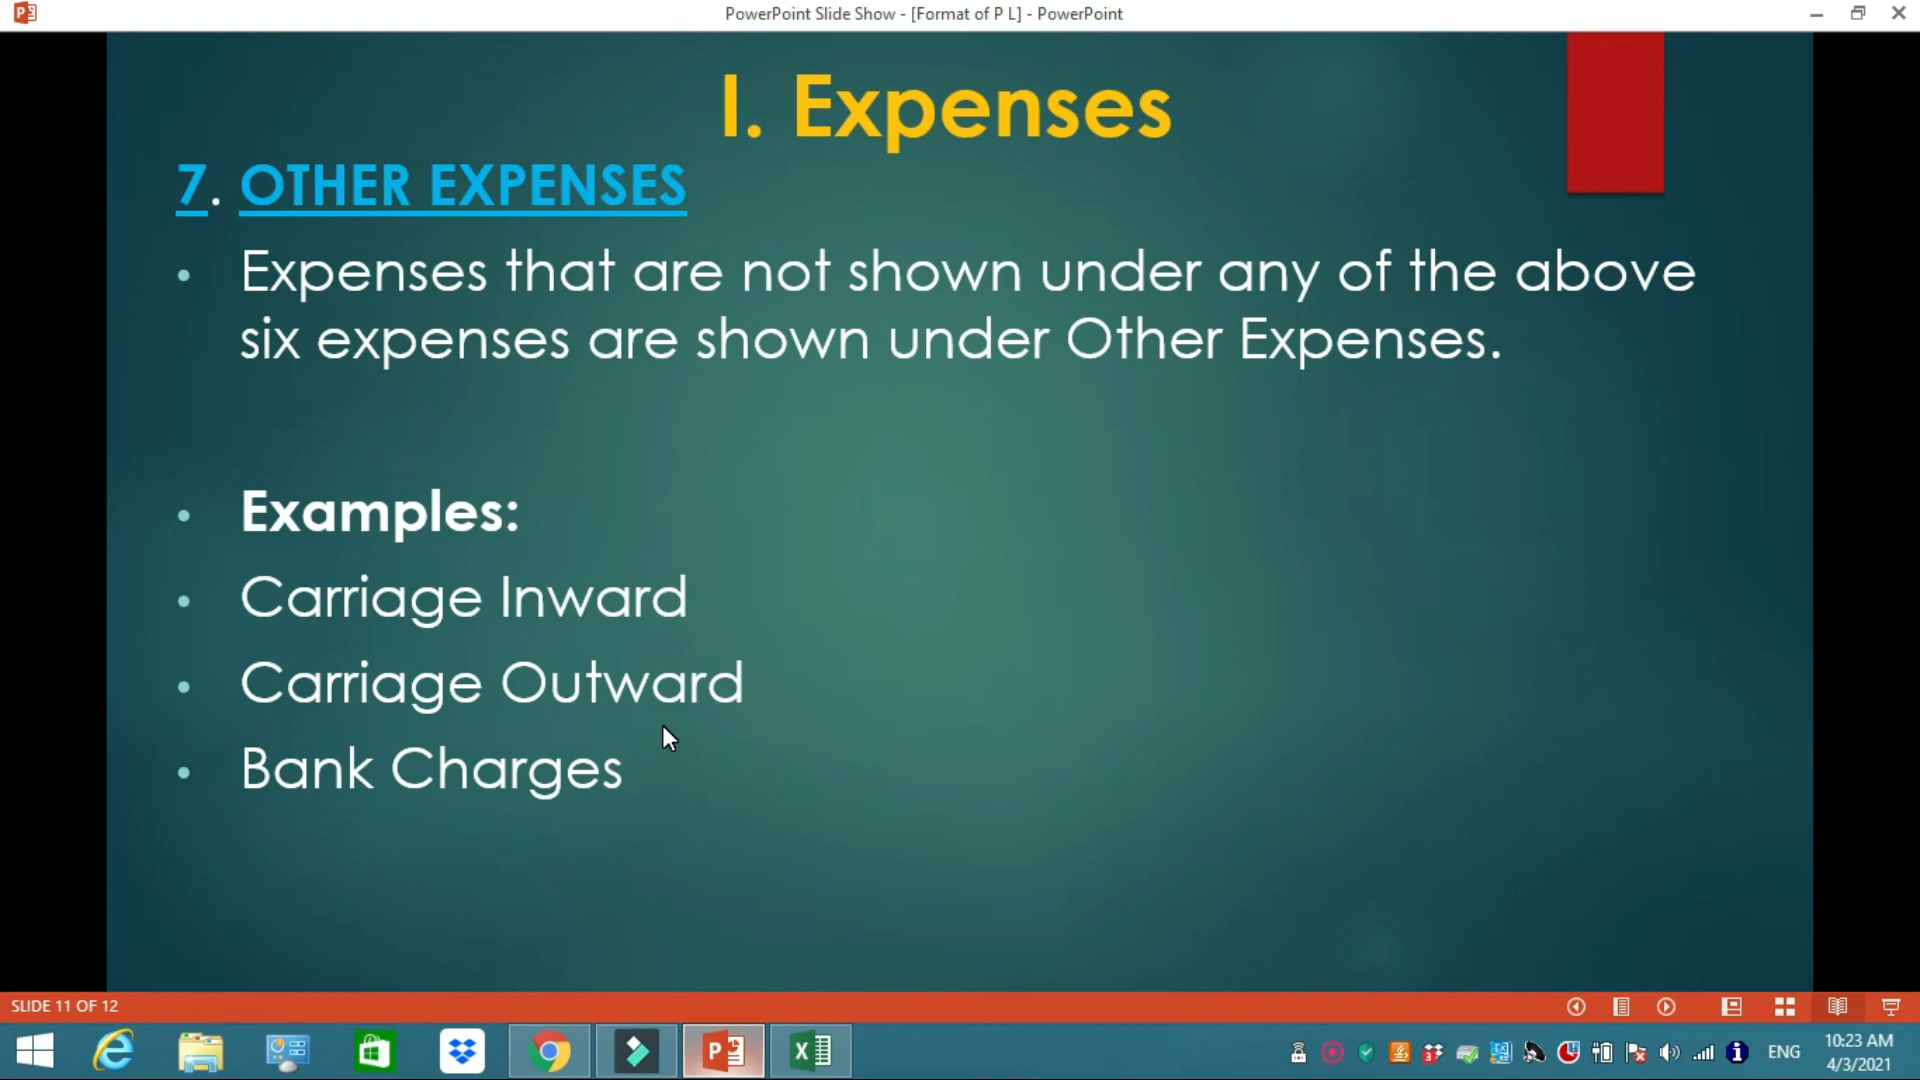 PowerPoint Slide Show - [Format of P L] - PowerPoint
I. Expenses
7. OTHER EXPENSES
• Expenses that are not shown under any of the above
six expenses are shown under Other Expenses.
• Examples:
• Carriage Inward
• Carriage Outward
• Bank Charges
SLIDE 11 OF 12
ENG
10:23 AM
4/3/2021